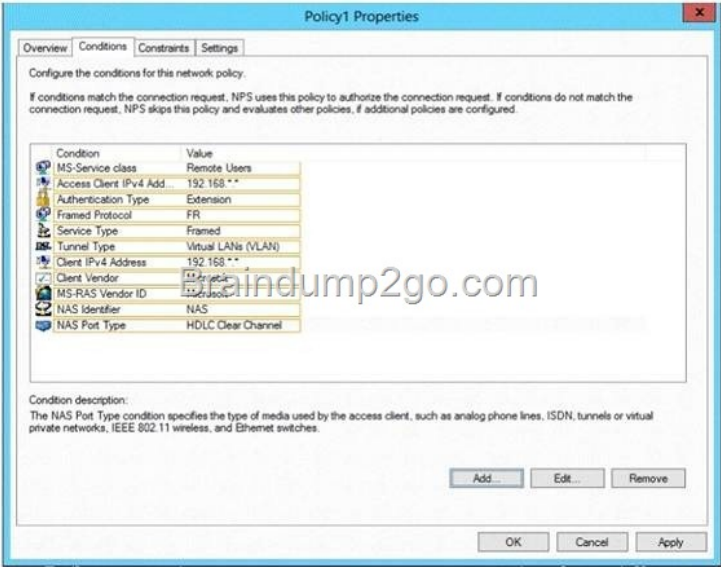 Policy1 Properties
x
Overview Conditions Constraints Settings
Configure the conditions for this network policy.
If conditions match the connection request, NPS uses this policy to authorize the connection request. If conditions do not match the
connection request, NPS skips this policy and evaluates other policies, if additional policies are configured.
Condition Value
MS-Service class Remote Users
Access Client IPv4 Add... 192.168.*.*
Authentication Type Extension
Framed Protocol FR
Service Type Framed
Tunnel Type Virtual LANs (VLAN)
Client IPv4 Address 192.168.*.*
Client Vendor
Braindump2go.com
MS-RAS Vendor ID
NAS Identifier NAS
NAS Port Type HDLC Clear Channel
Condition description:
The NAS Port Type condition specifies the type of media used by the access client, such as analog phone lines, ISDN, tunnels or virtual
private networks, IEEE 802.11 wireless, and Ethernet switches.
Add... Edit... Remove
OK Cancel Apply